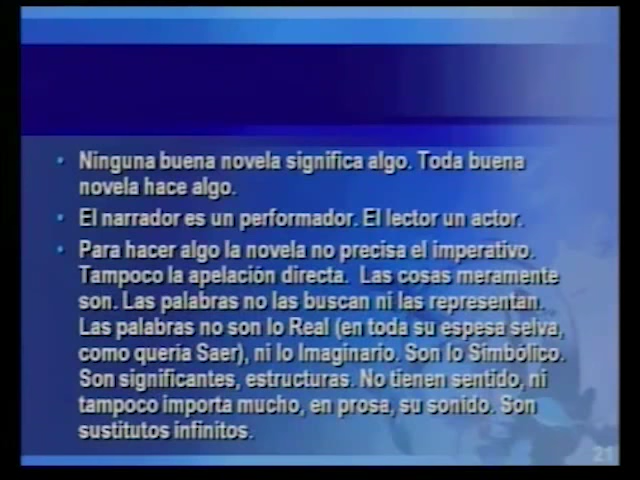 • Ninguna buena novela significa algo. Toda buena
novela hace algo.
• El narrador es un performador. El lector un actor.
• Para hacer algo la novela no precisa el imperativo.
Tampoco la apelación directa. Las cosas meramente
son. Las palabras no las buscan ni las representan.
Las palabras no son lo Real (en toda su espesa selva,
como quería Saer), ni lo Imaginario. Son lo Simbólico.
Son significantes, estructuras. No tienen sentido, ni
tampoco importa mucho, en prosa, su sonido. Son
sustitutos infinitos.
21